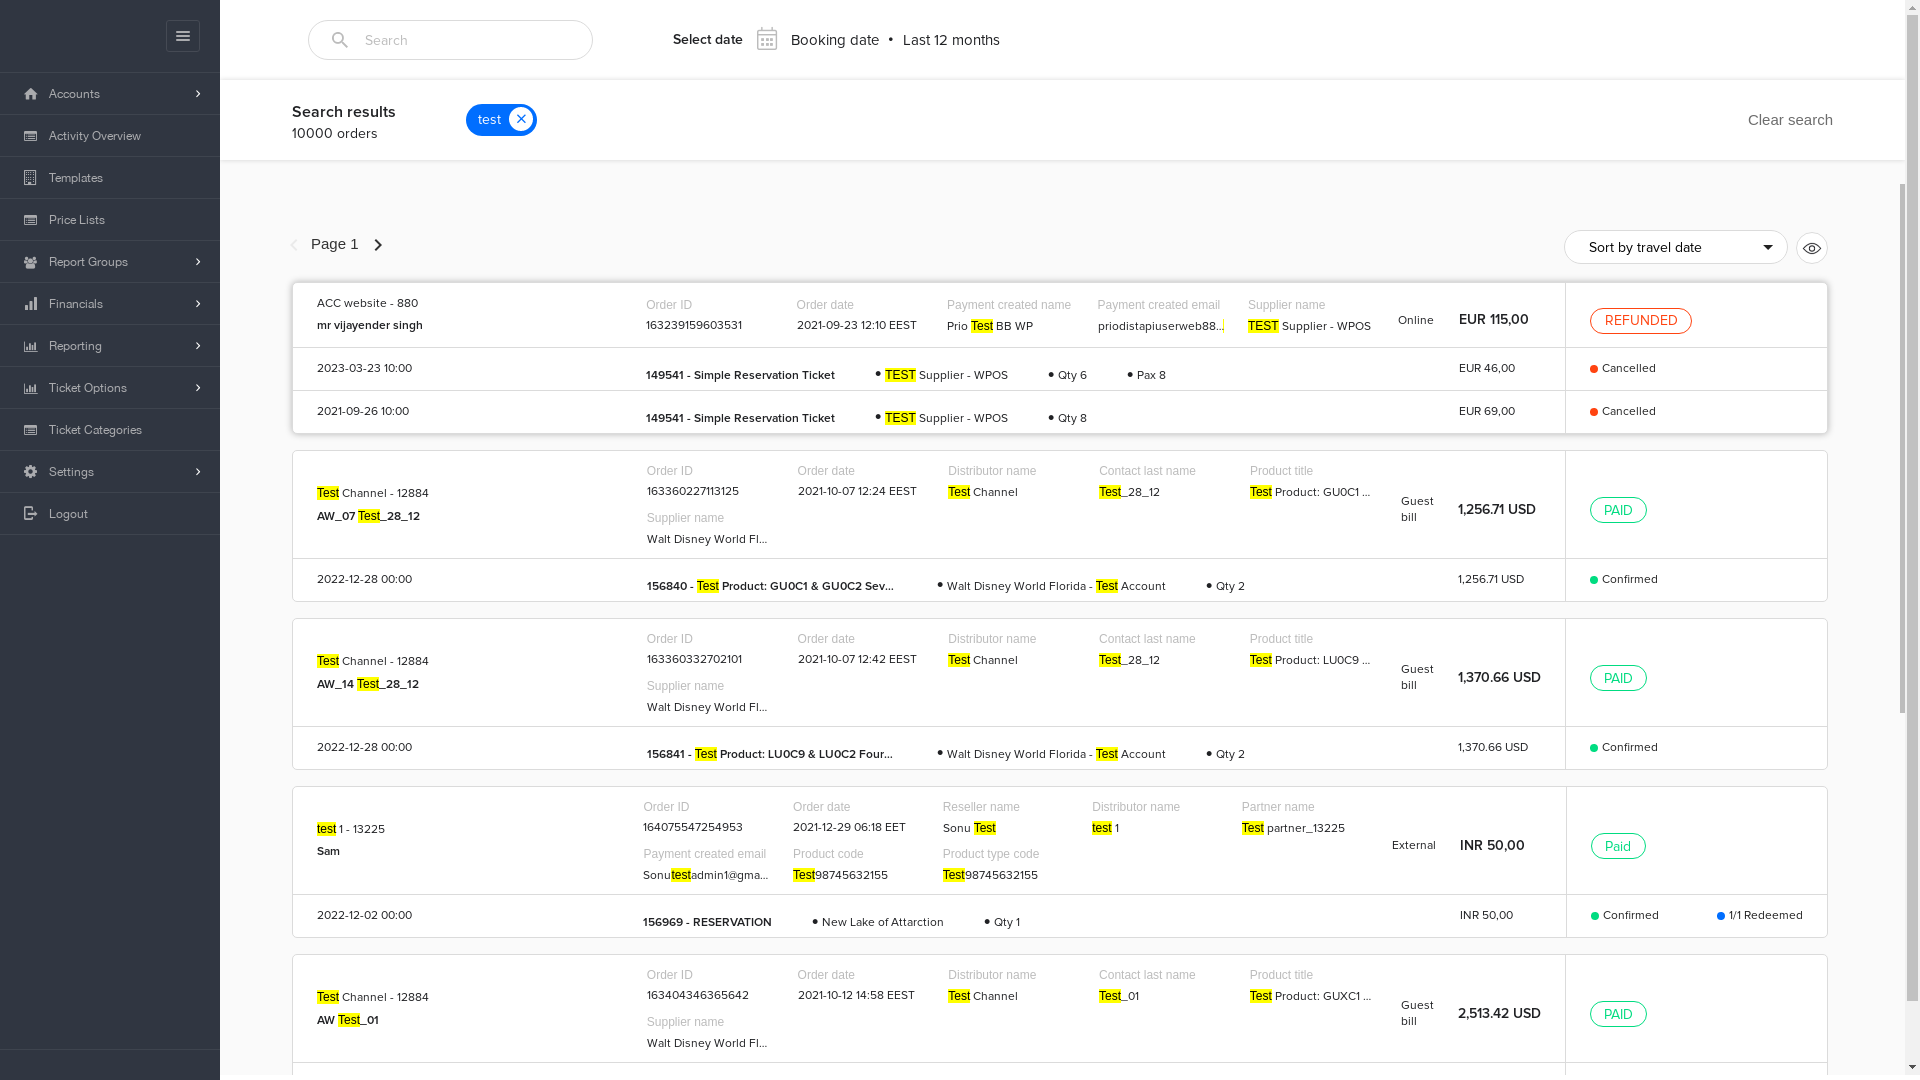 Search
Select date
Booking date • Last 12 months
Accounts
Activity Overview
Templates
Price Lists
Report Groups
Financials
Reporting
Ticket Options
Ticket Categories
Settings
Logout
Search results
10000 orders
test
Clear search
Page 1
Sort by travel date
ACC website - 880
mr vijayender singh
Order ID
163239159603531
Order date
2021-09-23 12:10 EEST
Payment created name
Prio Test BB WP
Payment created email
priodistapiuserweb88...
Supplier name
TEST Supplier - WPOS
Online
EUR 115,00
REFUNDED
2023-03-23 10:00
149541 - Simple Reservation Ticket • TEST Supplier - WPOS • Qty 6 • Pax 8
EUR 46,00
Cancelled
2021-09-26 10:00
149541 - Simple Reservation Ticket • TEST Supplier - WPOS • Qty 8
EUR 69,00
Cancelled
Test Channel - 12884
AW_07 Test_28_12
Order ID
163360227113125
Order date
2021-10-07 12:24 EEST
Distributor name
Test Channel
Contact last name
Test_28_12
Product title
Test Product: GU0C1 ...
Supplier name
Walt Disney World Fl...
Guest
bill
1,256.71 USD
PAID
2022-12-28 00:00
156840 - Test Product: GU0C1 & GU0C2 Sev... • Walt Disney World Florida - Test Account • Qty 2
1,256.71 USD
Confirmed
Test Channel - 12884
AW_14 Test_28_12
Order ID
163360332702101
Order date
2021-10-07 12:42 EEST
Distributor name
Test Channel
Contact last name
Test_28_12
Product title
Test Product: LU0C9 ...
Supplier name
Walt Disney World Fl...
Guest
bill
1,370.66 USD
PAID
2022-12-28 00:00
156841 - Test Product: LU0C9 & LU0C2 Four... • Walt Disney World Florida - Test Account • Qty 2
1,370.66 USD
Confirmed
test 1 - 13225
Sam
Order ID
164075547254953
Order date
2021-12-29 06:18 EET
Reseller name
Sonu Test
Distributor name
test 1
Partner name
Test partner_13225
Payment created email
Sonutestadmin1@gma...
Product code
Test98745632155
Product type code
Test98745632155
External
INR 50,00
Paid
2022-12-02 00:00
156969 - RESERVATION • New Lake of Attarction • Qty 1
INR 50,00
Confirmed
1/1 Redeemed
Test Channel - 12884
AW Test_01
Order ID
163404346365642
Order date
2021-10-12 14:58 EEST
Distributor name
Test Channel
Contact last name
Test_01
Product title
Test Product: GUXC1 ...
Supplier name
Walt Disney World Fl...
Guest
bill
2,513.42 USD
PAID